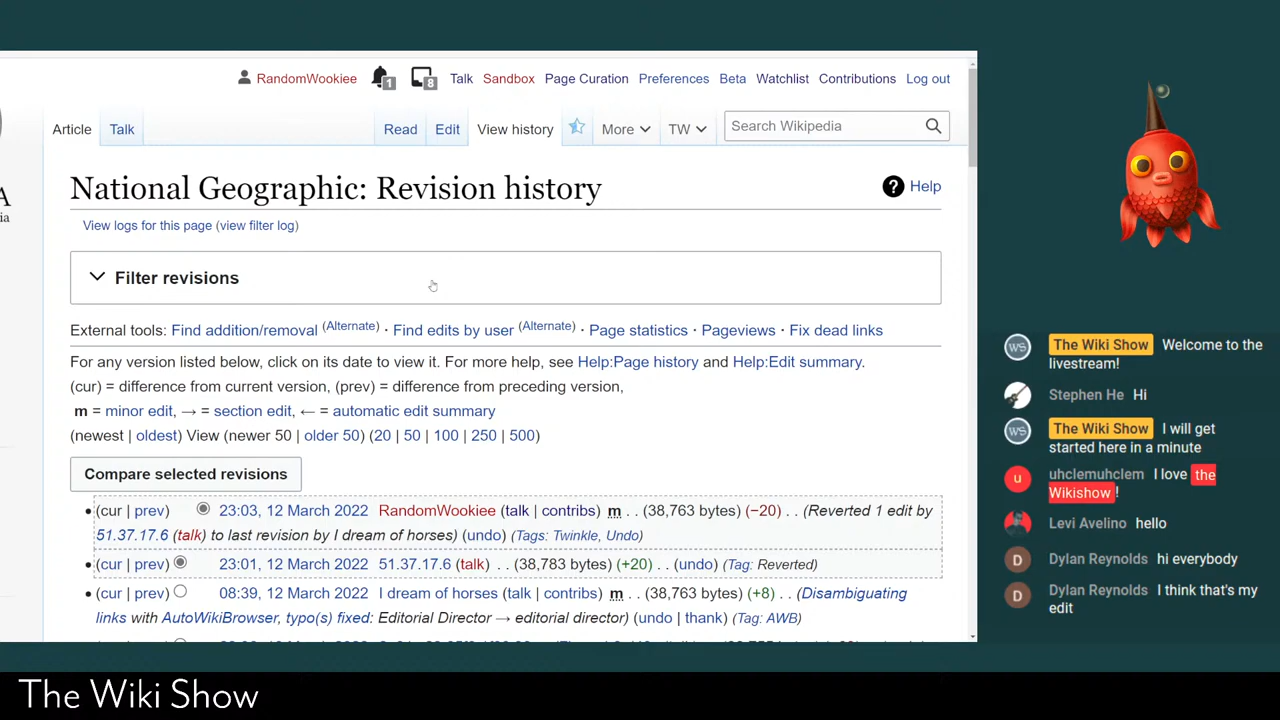 RandomWookiee 1 8 Talk Sandbox Page Curation Preferences Beta Watchlist Contributions Log out
Article Talk Read Edit View history More TW Search Wikipedia
A
ia
National Geographic: Revision history
? Help
View logs for this page (view filter log)
Filter revisions
External tools: Find addition/removal (Alternate) · Find edits by user (Alternate) · Page statistics · Pageviews · Fix dead links
For any version listed below, click on its date to view it. For more help, see Help:Page history and Help:Edit summary.
(cur) = difference from current version, (prev) = difference from preceding version,
m = minor edit, → = section edit, ← = automatic edit summary
(newest | oldest) View (newer 50 | older 50) (20 | 50 | 100 | 250 | 500)
Compare selected revisions
(cur | prev) 23:03, 12 March 2022 RandomWookiee (talk | contribs) m . . (38,763 bytes) (−20) . . (Reverted 1 edit by
51.37.17.6 (talk) to last revision by I dream of horses) (undo) (Tags: Twinkle, Undo)
(cur | prev) 23:01, 12 March 2022 51.37.17.6 (talk) . . (38,783 bytes) (+20) . . (undo) (Tag: Reverted)
(cur | prev) 08:39, 12 March 2022 I dream of horses (talk | contribs) m . . (38,763 bytes) (+8) . . (Disambiguating
links with AutoWikiBrowser, typo(s) fixed: Editorial Director → editorial director) (undo | thank) (Tag: AWB)
WS The Wiki Show Welcome to the
livestream!
Stephen He Hi
WS The Wiki Show I will get
started here in a minute
u uhclemuhclem I love the
Wikishow !
Levi Avelino hello
D Dylan Reynolds hi everybody
D Dylan Reynolds I think that's my
edit
The Wiki Show